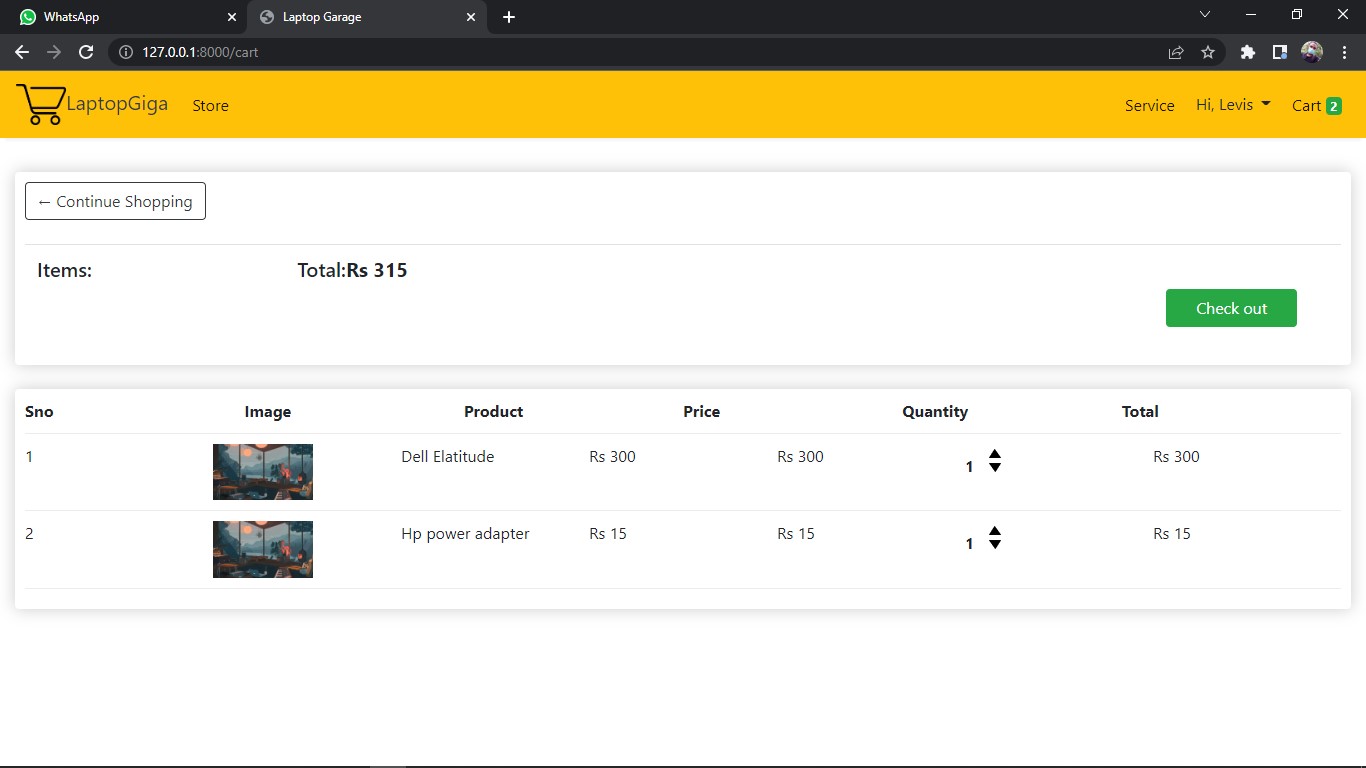 WhatsApp
Laptop Garage
127.0.0.1:8000/cart
LaptopGiga Store Service Hi, Levis Cart 2
← Continue Shopping
Items: Total:Rs 315
Check out
Sno Image Product Price Quantity Total
1 Dell Elatitude Rs 300 Rs 300 1 Rs 300
2 Hp power adapter Rs 15 Rs 15 1 Rs 15